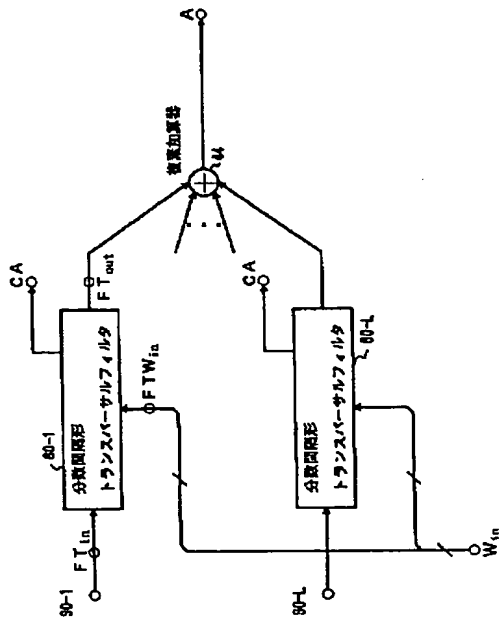 A
複素加算器
44
CA
FTout
80-1
分数間隔形
トランスバーサルフィルタ
FTWin
FTin
90-1
CA
80-L
分数間隔形
トランスバーサルフィルタ
90-L
Win